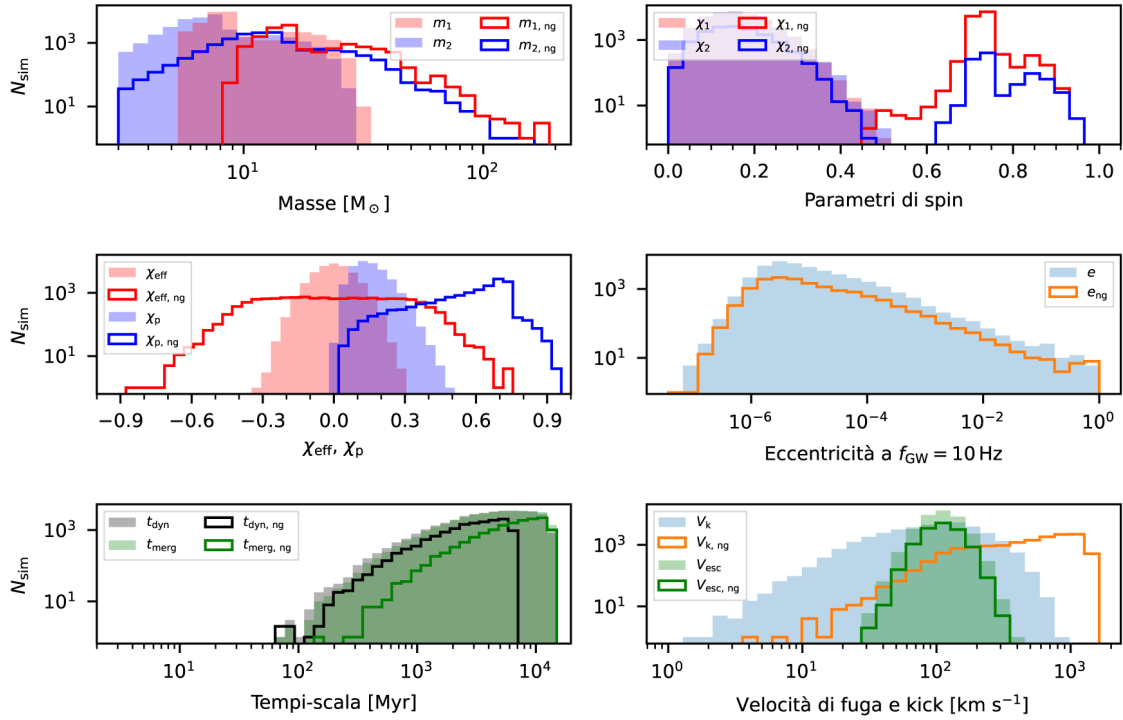 N_sim
10³
10¹
m₁
m₂
m₁, ng
m₂, ng
10¹
10²
Masse [M⊙]
10³
10¹
χ₁
χ₂
χ₁, ng
χ₂, ng
0.0 0.2 0.4 0.6 0.8 1.0
Parametri di spin
N_sim
10³
10¹
χ_eff
χ_eff, ng
χ_p
χ_p, ng
−0.9 −0.6 −0.3 0.0 0.3 0.6 0.9
χ_eff, χ_p
10³
10¹
e
e_ng
10⁻⁶ 10⁻⁴ 10⁻² 10⁰
Eccentricità a f_GW = 10 Hz
N_sim
10³
10¹
t_dyn
t_merg
t_dyn, ng
t_merg, ng
10¹ 10² 10³ 10⁴
Tempi-scala [Myr]
10³
10¹
V_k
V_k, ng
V_esc
V_esc, ng
10⁰ 10¹ 10² 10³
Velocità di fuga e kick [km s⁻¹]